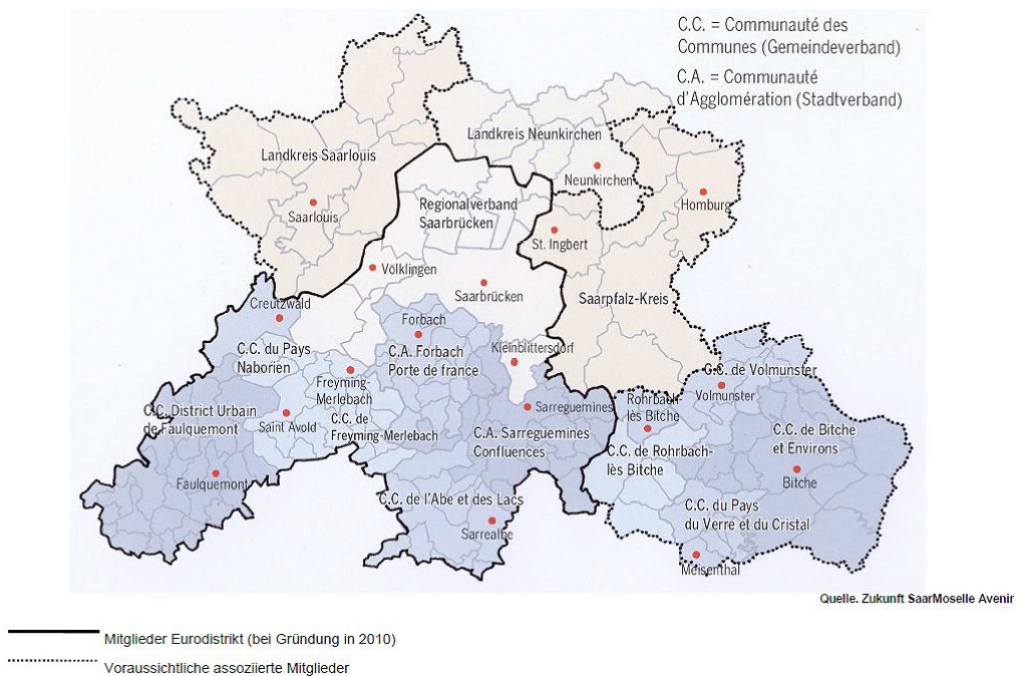 C.C. = Communauté des
Communes (Gemeindeverband)
C.A. = Communauté
d'Agglomération (Stadtverband)
Landkreis Neunkirchen
Landkreis Saarlouis
Neunkirchen
Homburg
Saarlouis
Regionalverband
Saarbrücken
St. Ingbert
Völklingen
Saarbrücken
Saarpfalz-Kreis
Creutzwald
Forbach
C.C. du Pays
Naborien
C.A. Forbach
Porte de france
Kleinblittersdorf
Freyming-
Merlebach
C.C. de Volmunster
Volmunster
Rohrbach-
lès Bitche
C.C. District Urbain
de Faulquemont
Saint Avold
C.C. de
Freyming-Merlebach
Sarreguemines
C.A. Sarreguemines
Confluences
C.C. de Rohrbach-
lès Bitche
C.C. de Bitche
et Environs
Bitche
Faulquemont
C.C. de l'Abe et des Lacs
Sarrealbe
C.C. du Pays
du Verre et du Cristal
Meisenthal
Quelle. Zukunft SaarMoselle Avenir
Mitglieder Eurodistrikt (bei Gründung in 2010)
Voraussichtliche assoziierte Mitglieder